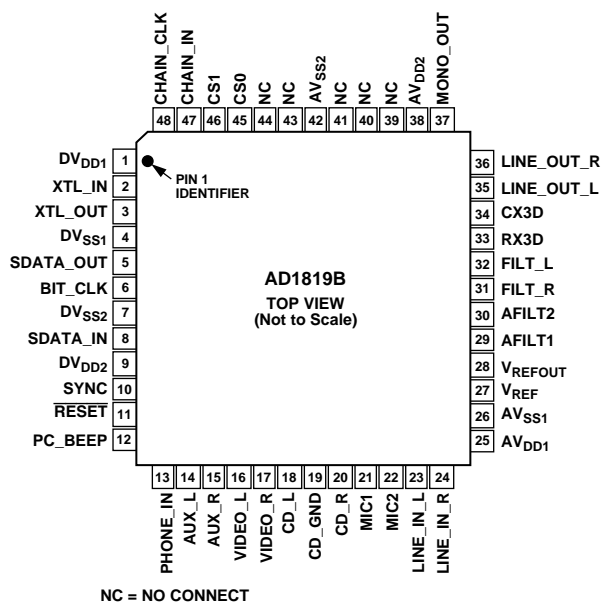 CHAIN_CLK
CHAIN_IN
CS1
CS0
NC
NC
AVSS2
NC
NC
NC
AVDD2
MONO_OUT
48 47 46 45 44 43 42 41 40 39 38 37
DVDD1 1
XTL_IN 2
XTL_OUT 3
DVSS1 4
SDATA_OUT 5
BIT_CLK 6
DVSS2 7
SDATA_IN 8
DVDD2 9
SYNC 10
RESET 11
PC_BEEP 12
PIN 1
IDENTIFIER
AD1819B
TOP VIEW
(Not to Scale)
36 LINE_OUT_R
35 LINE_OUT_L
34 CX3D
33 RX3D
32 FILT_L
31 FILT_R
30 AFILT2
29 AFILT1
28 VREFOUT
27 VREF
26 AVSS1
25 AVDD1
13 14 15 16 17 18 19 20 21 22 23 24
PHONE_IN
AUX_L
AUX_R
VIDEO_L
VIDEO_R
CD_L
CD_GND
CD_R
MIC1
MIC2
LINE_IN_L
LINE_IN_R
NC = NO CONNECT